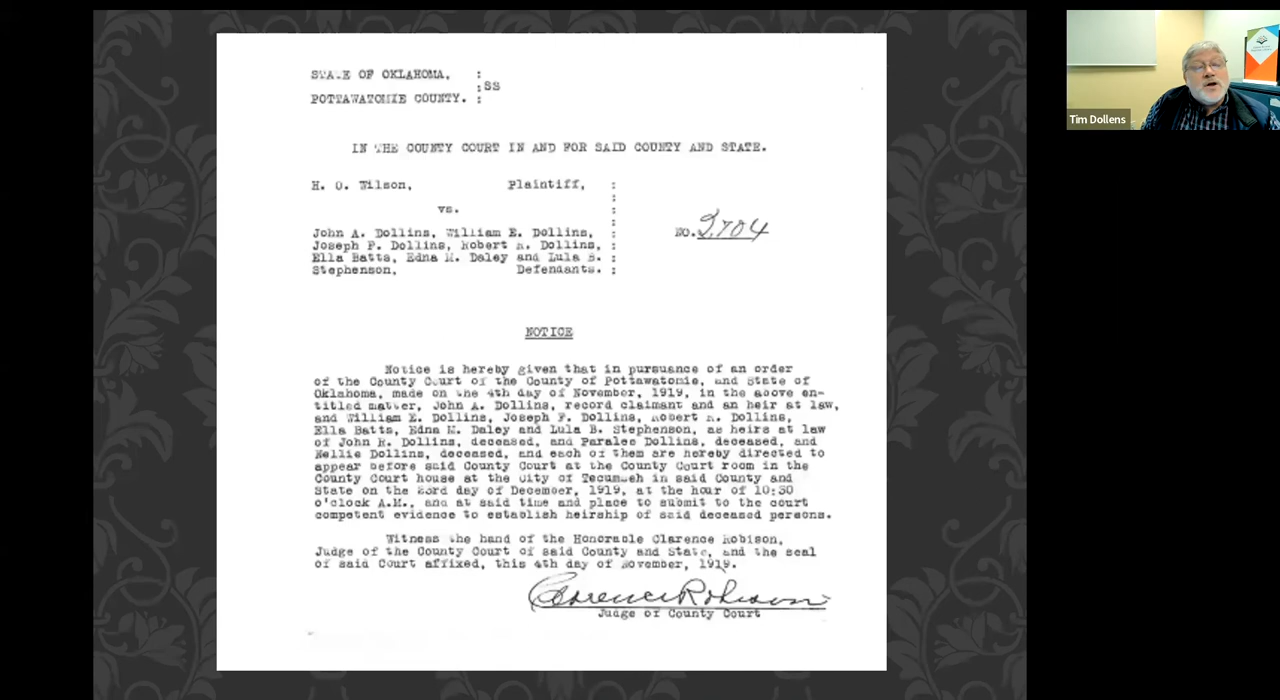 STATE OF OKLAHOMA, :
:SS
POTTAWATOMIE COUNTY. :
IN THE COUNTY COURT IN AND FOR SAID COUNTY AND STATE.
H. O. Wilson, Plaintiff, :
:
vs. :
:
John A. Dollins, William E. Dollins, : NO. 2704
Joseph P. Dollins, Robert A. Dollins, :
Ella Batts, Edna M. Daley and Lula B. :
Stephenson, Defendants. :
NOTICE
Notice is hereby given that in pursuance of an order
of the County Court of the County of Pottawatomie, and State of
Oklahoma, made on the 4th day of November, 1919, in the above en-
titled matter, John A. Dollins, record claimant and an heir at law,
and William E. Dollins, Joseph F. Dollins, Robert A. Dollins,
Ella Batts, Edna M. Daley and Lula B. Stephenson, as heirs at law
of John R. Dollins, deceased, and Paralee Dollins, deceased, and
Nellie Dollins, deceased, and each of them are hereby directed to
appear before said County Court at the County Court room in the
County Court house at the City of Tecumseh in said County and
State on the day of December, 1919, at the hour of 10:30
o'clock A.M., and at said time and place to submit to the court
competent evidence to establish heirship of said deceased persons.
Witness the hand of the Honorable Clarence Robison,
Judge of the County Court of said County and State, and the seal
of said Court affixed, this 4th day of November, 1919.
Clarence Robison
Judge of County Court
Tim Dollens